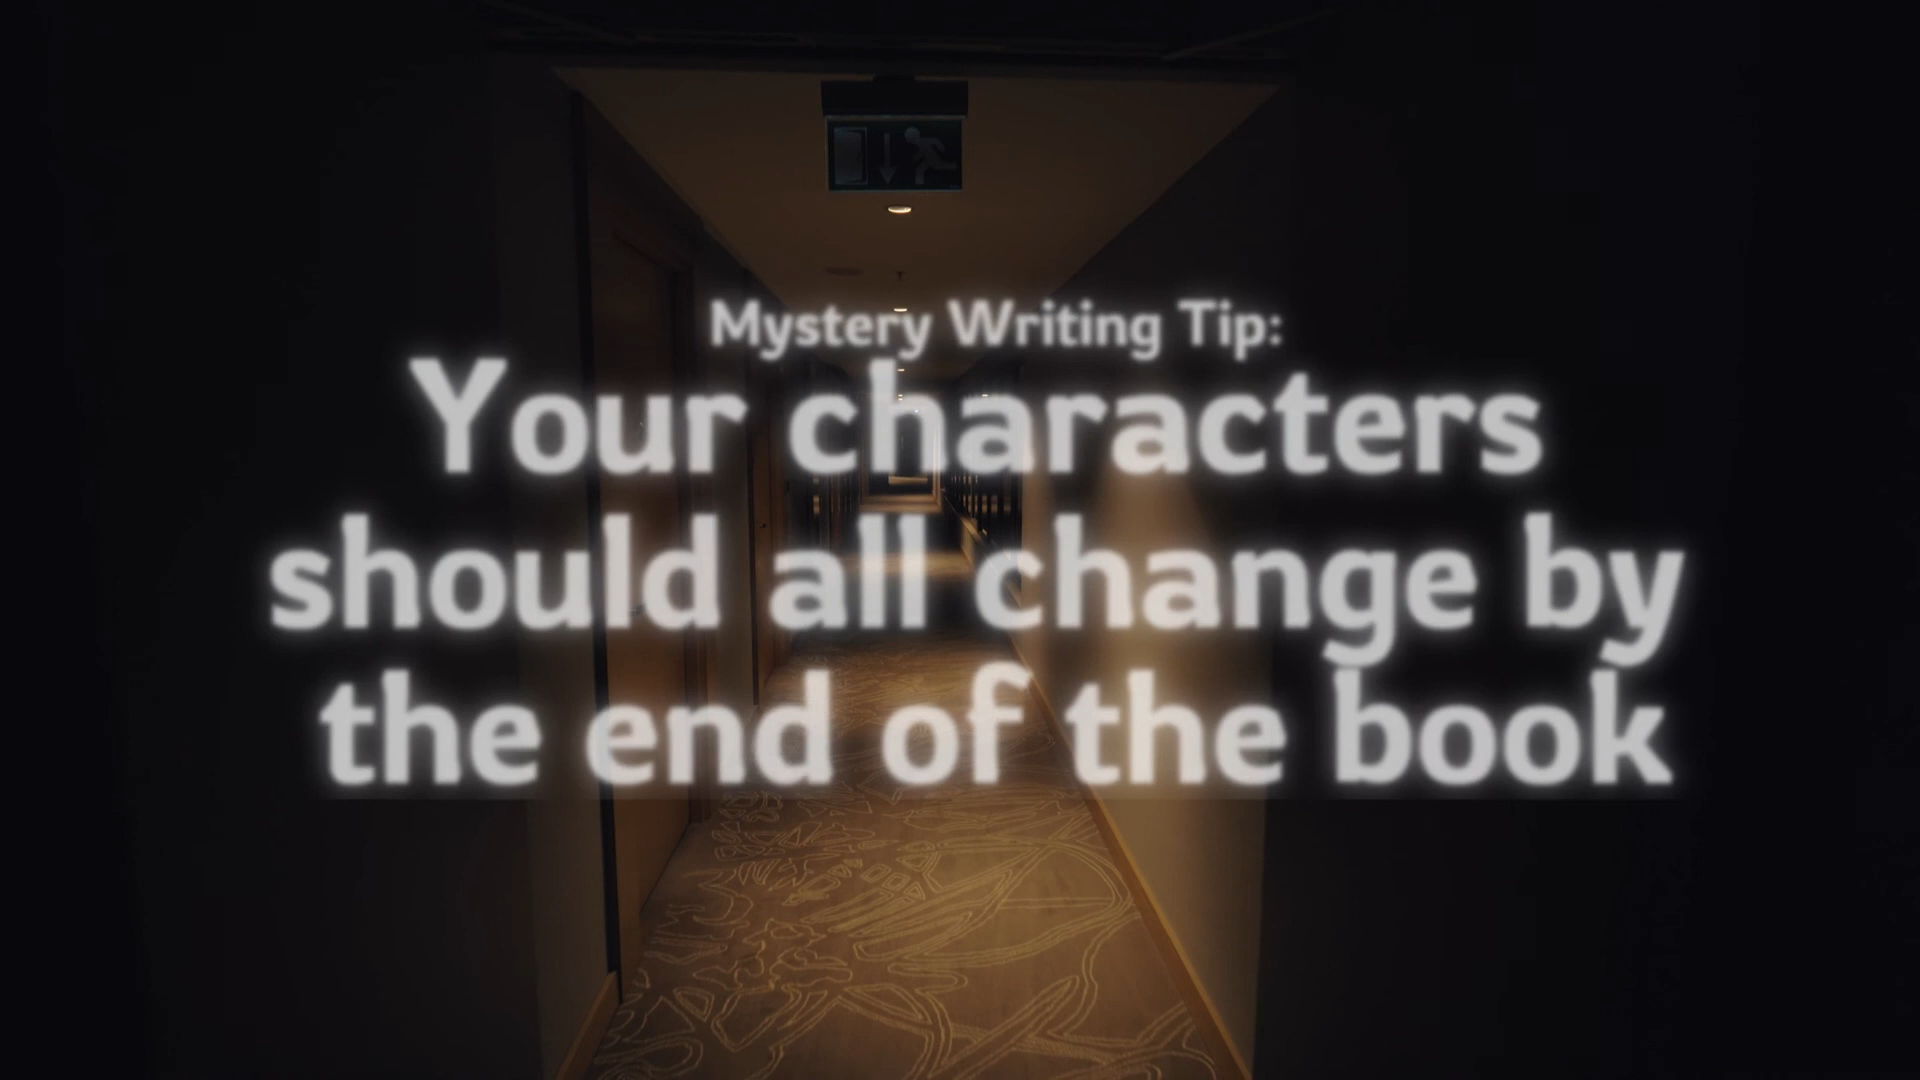 Mystery Writing Tip:
Your characters
should all change by
the end of the book